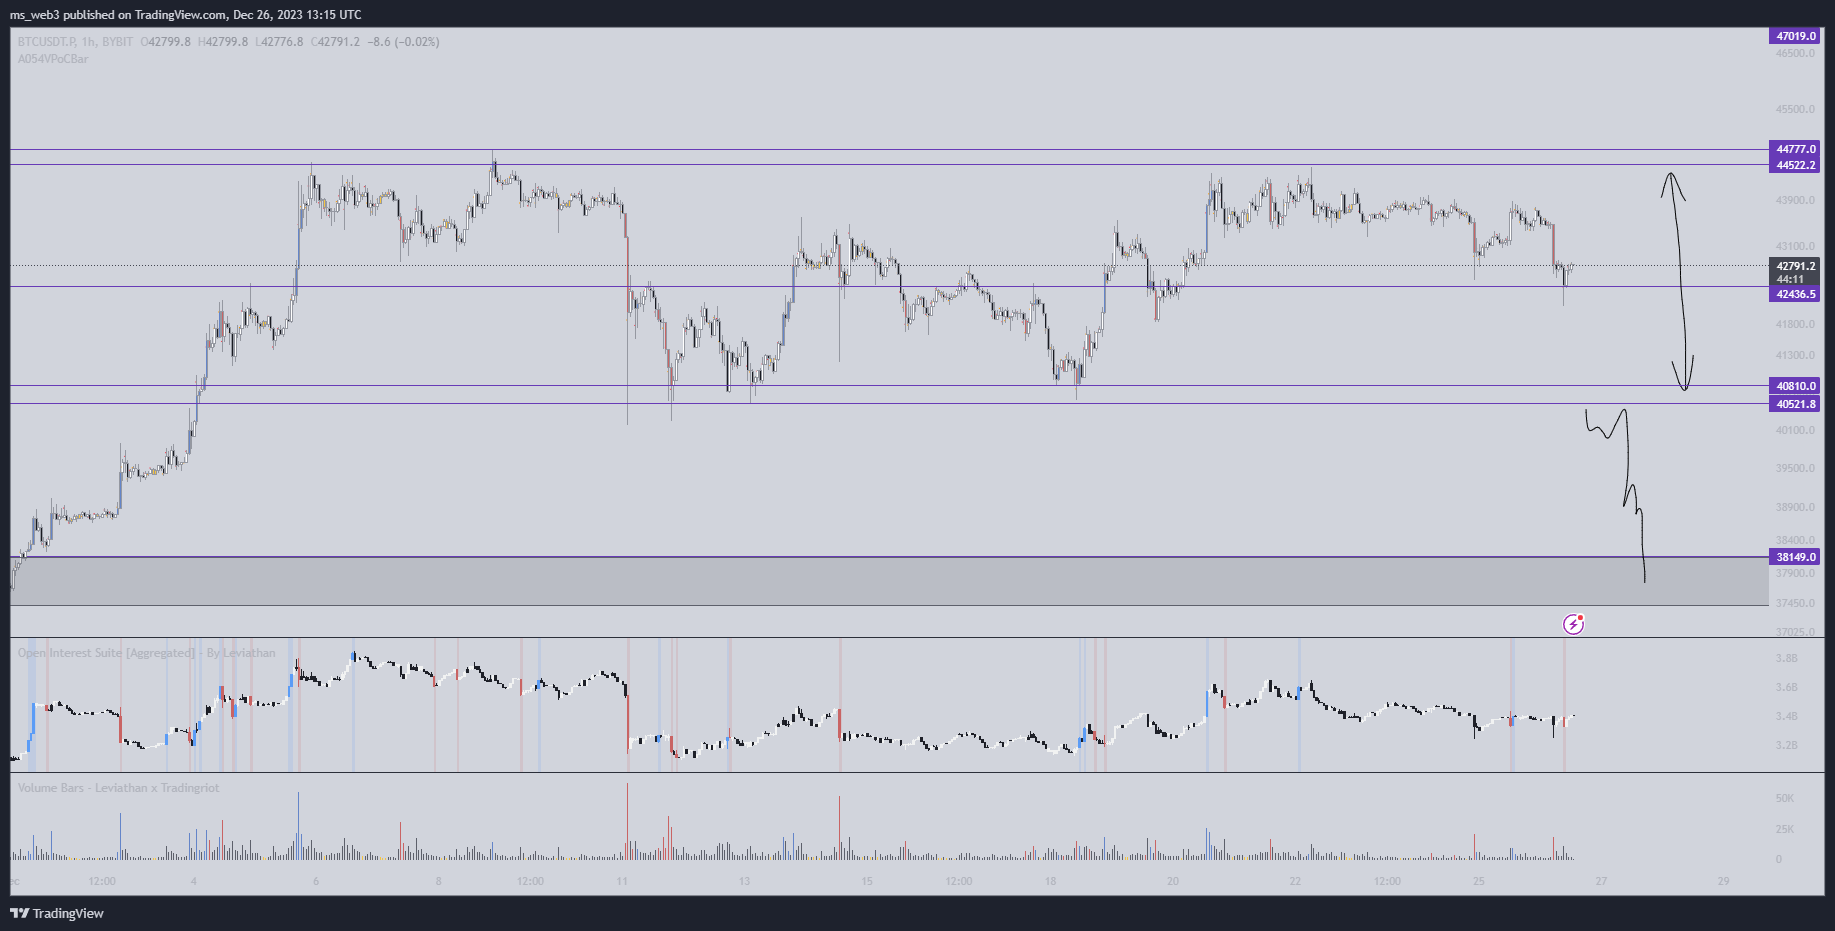 ms_web3 published on TradingView.com, Dec 26, 2023 13:15 UTC
BTCUSDT.P, 1h, BYBIT O42799.8 H42799.8 L42776.8 C42791.2 −8.6 (−0.02%)
A054VPoCBar
47019.0
46500.0
45500.0
44777.0
44522.2
43900.0
43100.0
42791.2
44:11
42436.5
41800.0
41300.0
40810.0
40521.8
40100.0
39500.0
38900.0
38400.0
38149.0
37900.0
37450.0
37025.0
Open Interest Suite [Aggregated] - By Leviathan
3.8B
3.6B
3.4B
3.2B
Volume Bars - Leviathan x Tradingriot
50K
25K
0
ec 12:00 4 6 8 12:00 11 13 15 12:00 18 20 22 12:00 25 27 29
TradingView